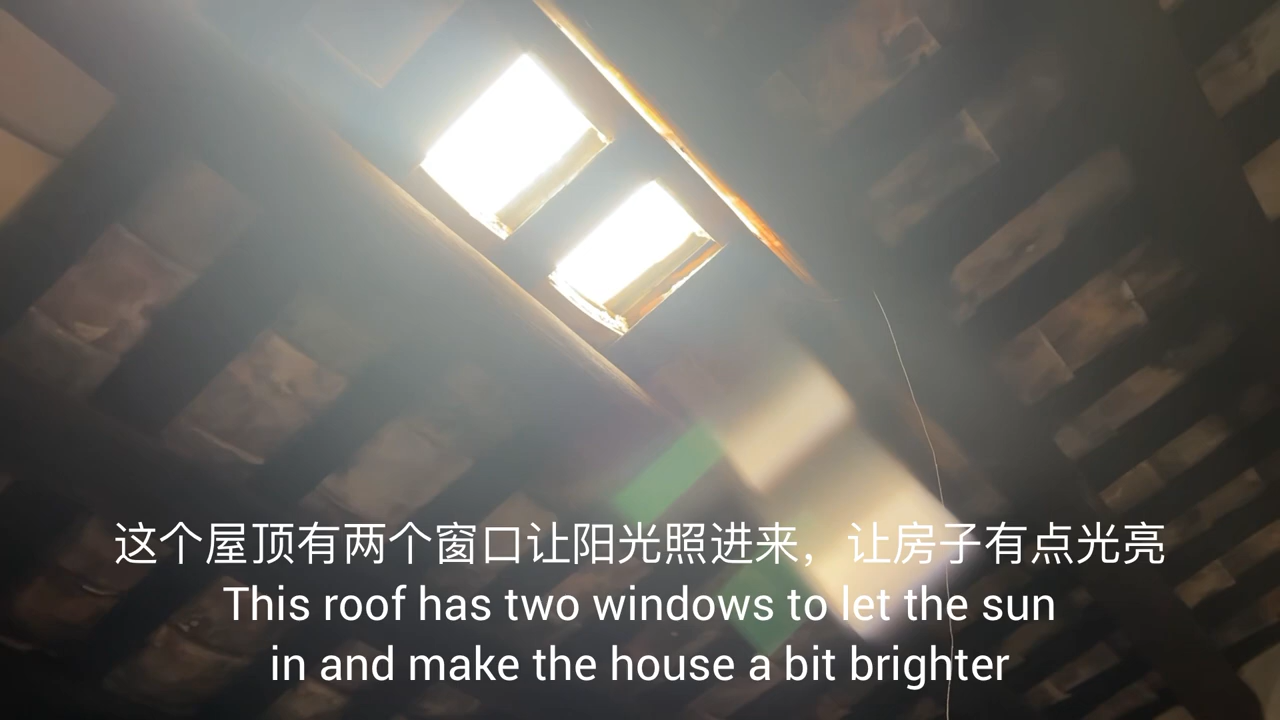 这个屋顶有两个窗口让阳光照进来，让房子有点光亮
This roof has two windows to let the sun
in and make the house a bit brighter